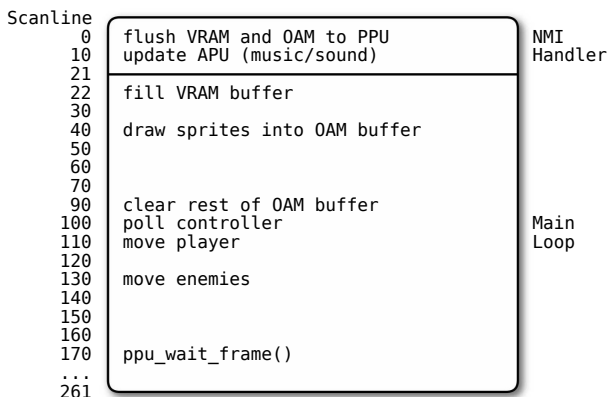 Scanline
0 flush VRAM and OAM to PPU NMI
10 update APU (music/sound) Handler
21
22 fill VRAM buffer
30
40 draw sprites into OAM buffer
50
60
70
90 clear rest of OAM buffer
100 poll controller Main
110 move player Loop
120
130 move enemies
140
150
160
170 ppu_wait_frame()
...
261